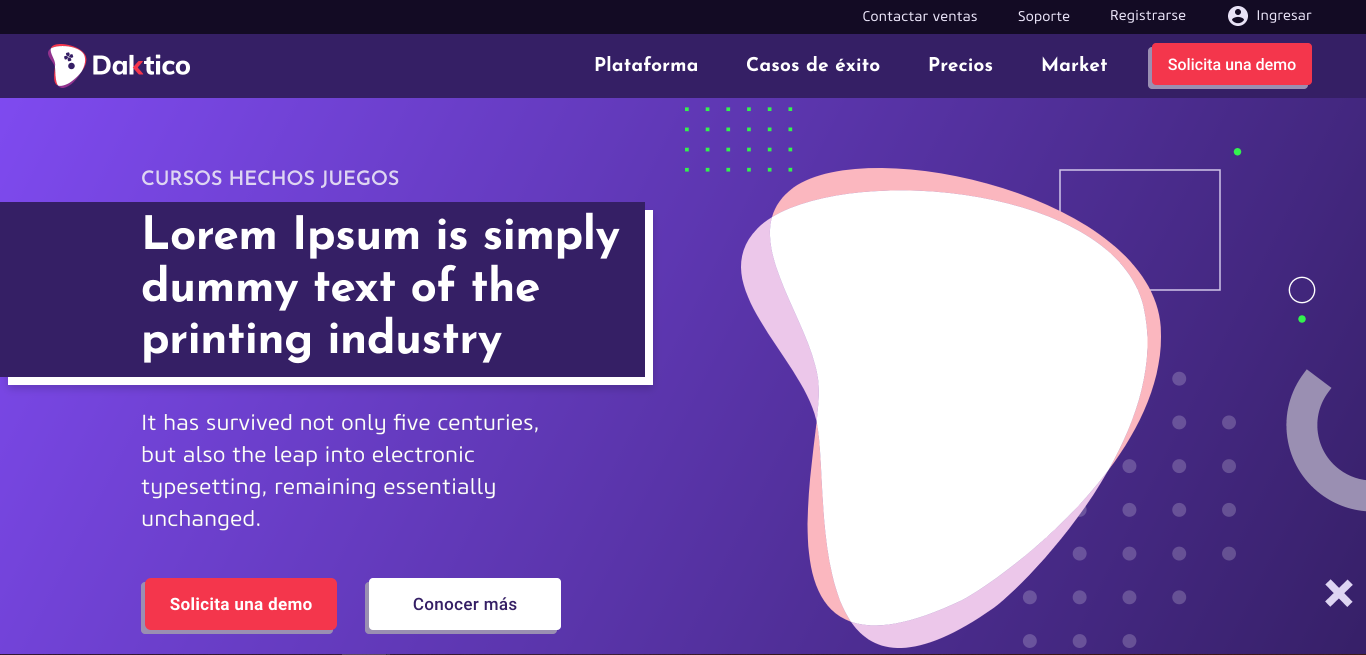 Contactar ventas
Soporte
Registrarse
Ingresar
Daktico
Plataforma
Casos de éxito
Precios
Market
Solicita una demo
CURSOS HECHOS JUEGOS
Lorem Ipsum is simply
dummy text of the
printing industry
It has survived not only five centuries,
but also the leap into electronic
typesetting, remaining essentially
unchanged.
Solicita una demo
Conocer más